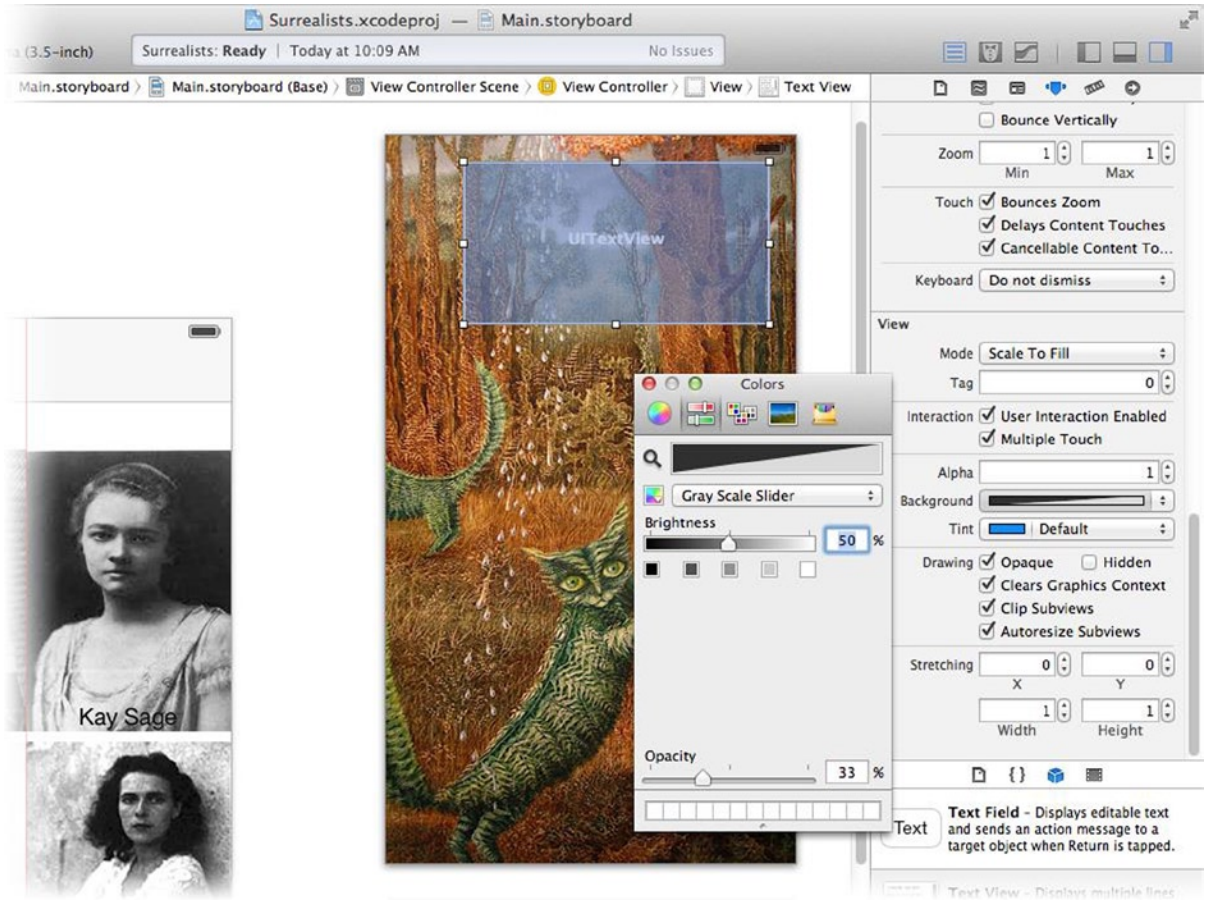 Surrealists.xcodeproj — Main.storyboard
(3.5-inch)
Surrealists: Ready | Today at 10:09 AM
No Issues
Main.storyboard
Main.storyboard (Base)
View Controller Scene
View Controller
View
Text View
Bounce Vertically
Zoom
1
1
Min
Max
Touch
Bounces Zoom
Delays Content Touches
Cancellable Content To...
Keyboard
Do not dismiss
UITextView
View
Mode
Scale To Fill
Tag
0
Interaction
User Interaction Enabled
Multiple Touch
Alpha
1
Background
Tint
Default
Drawing
Opaque
Hidden
Clears Graphics Context
Clip Subviews
Autoresize Subviews
Stretching
0
0
X
Y
1
1
Width
Height
Colors
Gray Scale Slider
Brightness
50 %
Opacity
33 %
Kay Sage
Text
Text Field - Displays editable text
and sends an action message to a
target object when Return is tapped.
Text View - Displays multiple lines